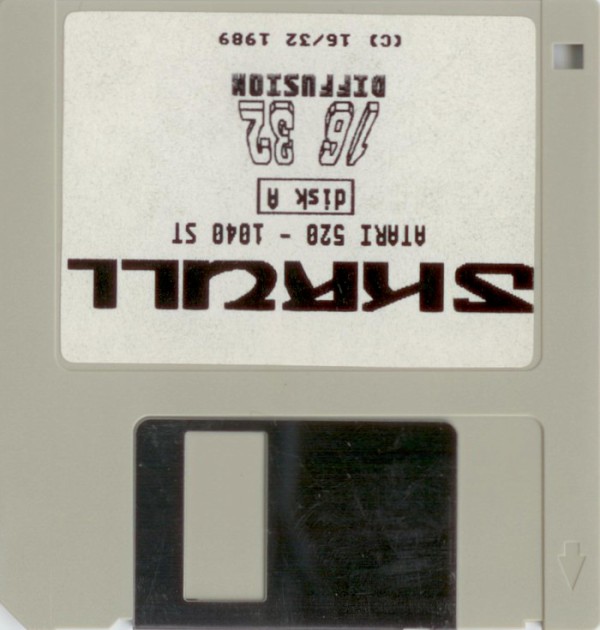 SKRULL
ATARI 520 - 1040 ST
disk A
16 32
DIFFUSION
(C) 16/32 1989